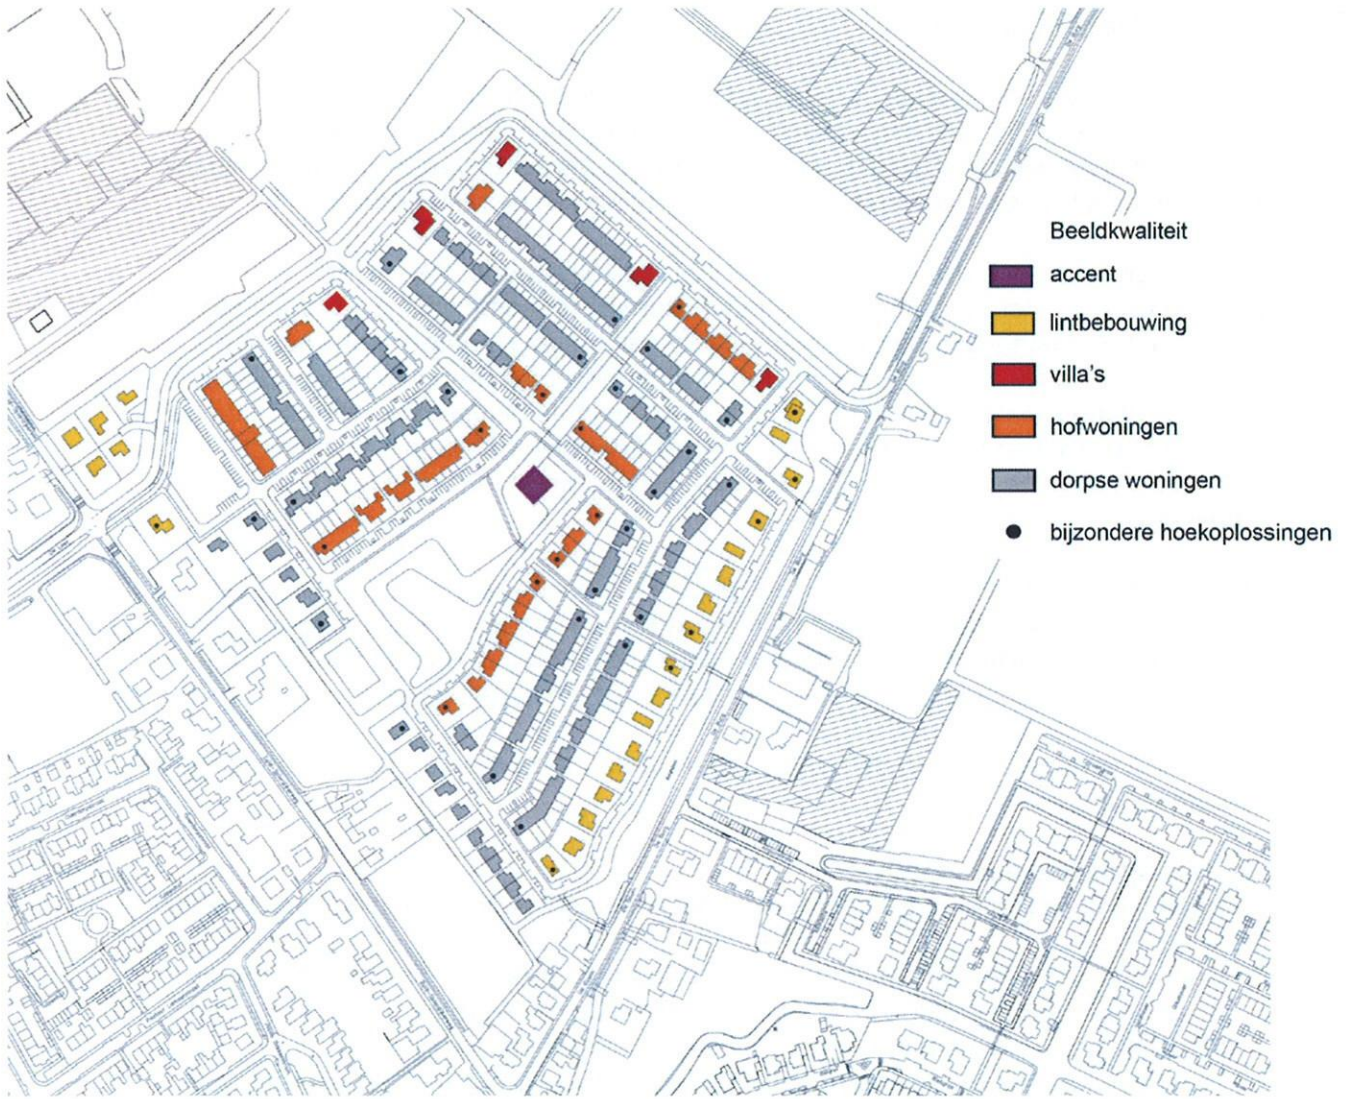 Beeldkwaliteit
accent
lintbebouwing
villa's
hofwoningen
dorpse woningen
bijzondere hoekoplossingen